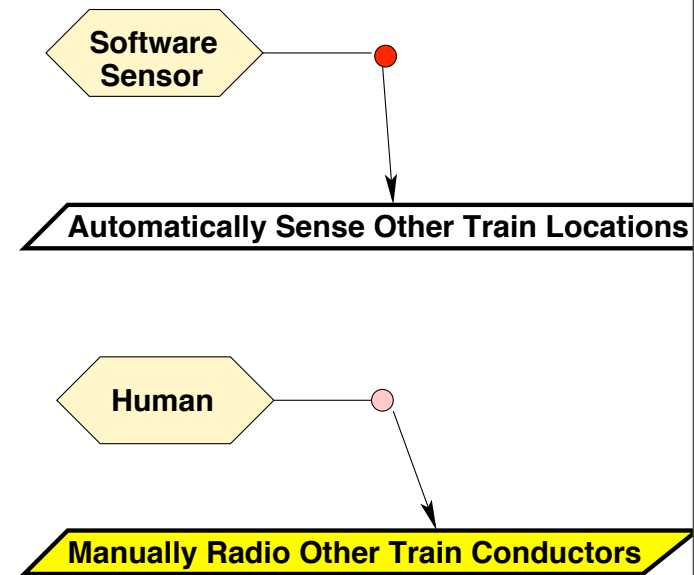 Software
Sensor
Automatically Sense Other Train Locations
Human
Manually Radio Other Train Conductors